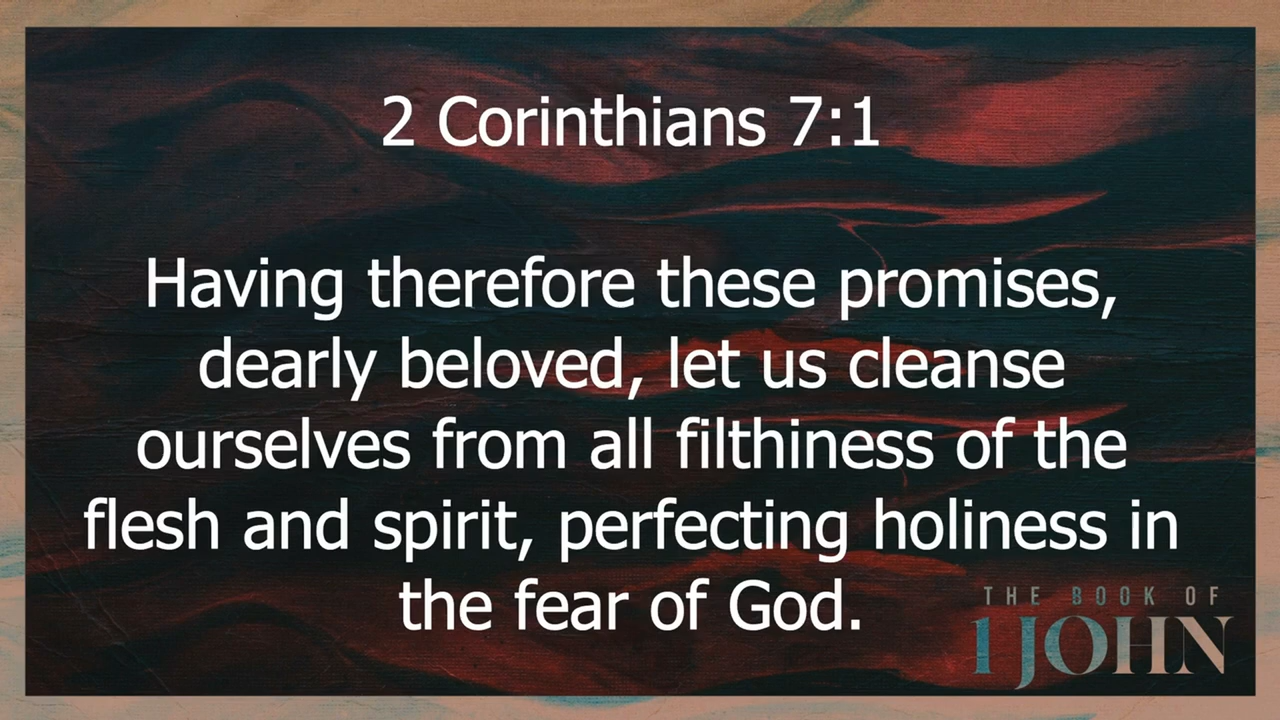 2 Corinthians 7:1
Having therefore these promises,
dearly beloved, let us cleanse
ourselves from all filthiness of the
flesh and spirit, perfecting holiness in
the fear of God.
THE BOOK OF
1 JOHN